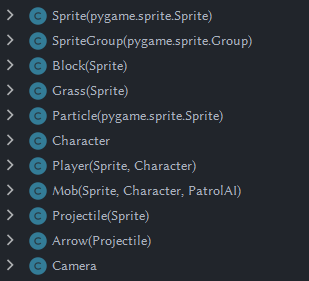 C Sprite(pygame.sprite.Sprite)
C SpriteGroup(pygame.sprite.Group)
C Block(Sprite)
C Grass(Sprite)
C Particle(pygame.sprite.Sprite)
C Character
C Player(Sprite, Character)
C Mob(Sprite, Character, PatrolAI)
C Projectile(Sprite)
C Arrow(Projectile)
C Camera